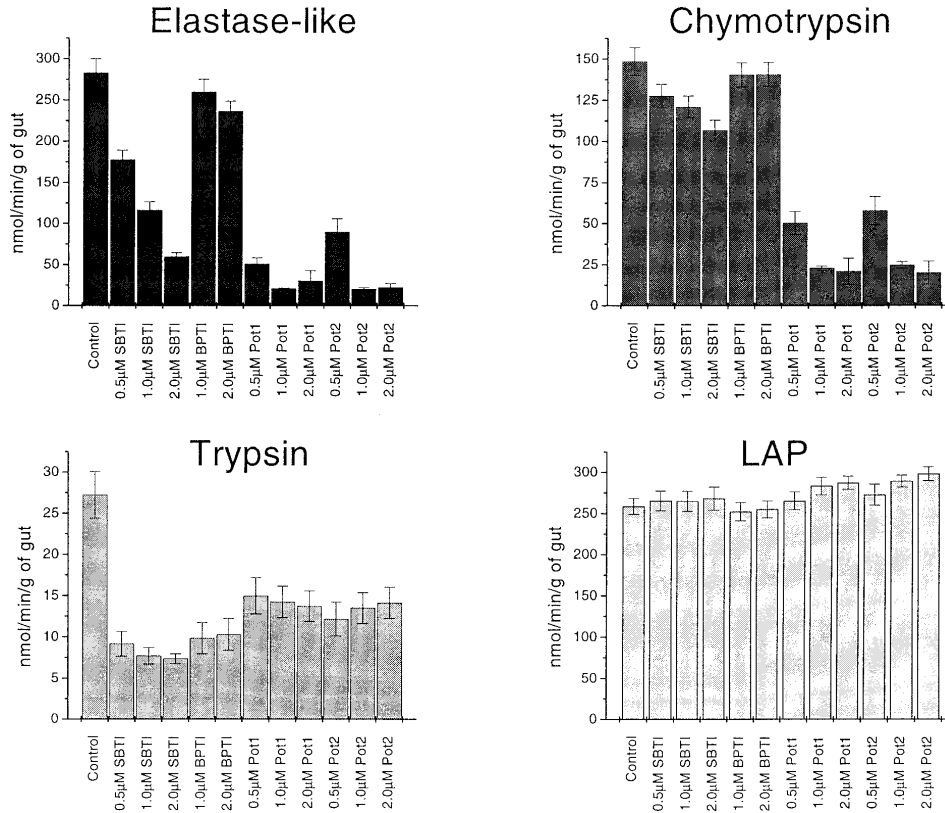 Elastase-like
nmol/min/g of gut
300
250
200
150
100
50
0
Control
0.5μM SBTI
1.0μM SBTI
2.0μM SBTI
1.0μM BPTI
2.0μM BPTI
0.5μM Pot1
1.0μM Pot1
2.0μM Pot1
0.5μM Pot2
1.0μM Pot2
2.0μM Pot2
Chymotrypsin
nmol/min/g of gut
150
125
100
75
50
25
0
Control
0.5μM SBTI
1.0μM SBTI
2.0μM SBTI
1.0μM BPTI
2.0μM BPTI
0.5μM Pot1
1.0μM Pot1
2.0μM Pot1
0.5μM Pot2
1.0μM Pot2
2.0μM Pot2
Trypsin
nmol/min/g of gut
30
25
20
15
10
5
0
Control
0.5μM SBTI
1.0μM SBTI
2.0μM SBTI
1.0μM BPTI
2.0μM BPTI
0.5μM Pot1
1.0μM Pot1
2.0μM Pot1
0.5μM Pot2
1.0μM Pot2
2.0μM Pot2
LAP
nmol/min/g of gut
300
250
200
150
100
50
0
Control
0.5μM SBTI
1.0μM SBTI
2.0μM SBTI
1.0μM BPTI
2.0μM BPTI
0.5μM Pot1
1.0μM Pot1
2.0μM Pot1
0.5μM Pot2
1.0μM Pot2
2.0μM Pot2